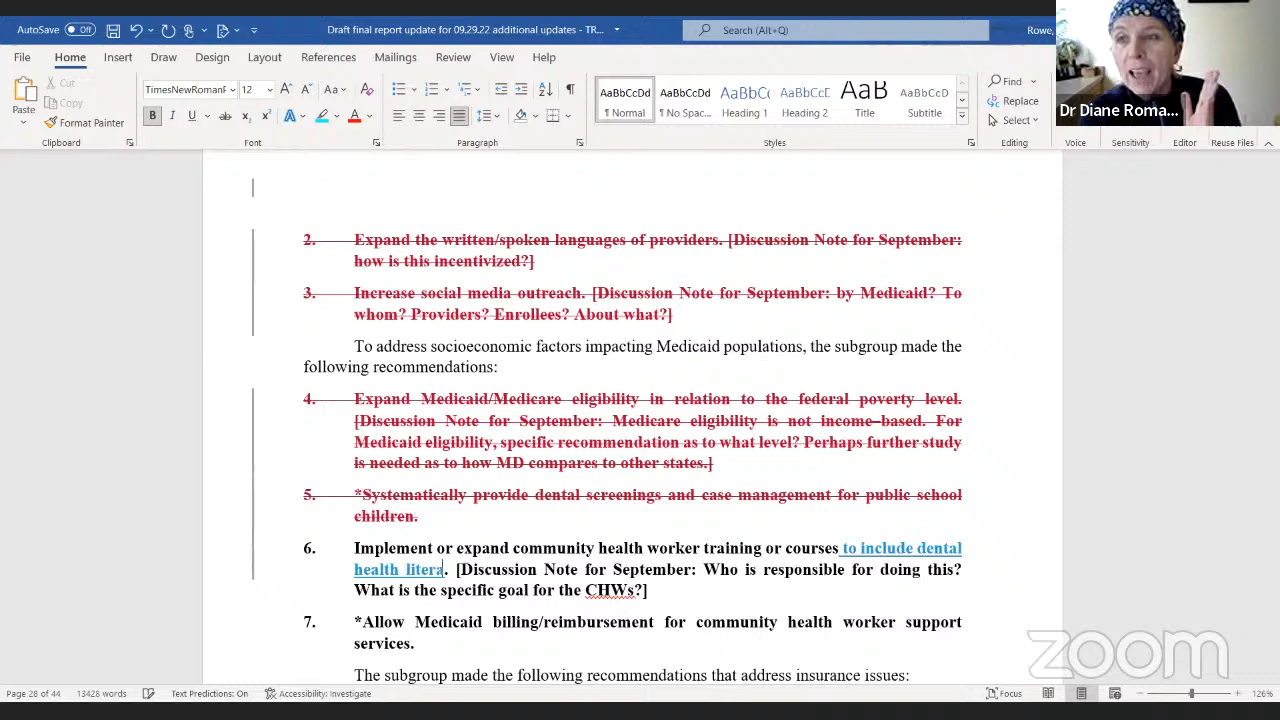 AutoSave Off Draft final report update for 09.29.22 additional updates - TR... Search (Alt+Q) Rowe,
File Home Insert Draw Design Layout References Mailings Review View Help
Paste Cut Copy Format Painter
TimesNewRomanF 12 Aa
B I U ab x₂ x² A A
AaBbCcDd AaBbCcDd AaBbC AaBbCcC AaB AaBbCcD
¶ Normal ¶ No Spac... Heading 1 Heading 2 Title Subtitle
Find Replace Select
Clipboard Font Paragraph Styles Editing Voice Sensitivity Editor Reuse Files
Dr Diane Roma...
2. Expand the written/spoken languages of providers. [Discussion Note for September:
how is this incentivized?]
3. Increase social media outreach. [Discussion Note for September: by Medicaid? To
whom? Providers? Enrollees? About what?]
To address socioeconomic factors impacting Medicaid populations, the subgroup made the
following recommendations:
4. Expand Medicaid/Medicare eligibility in relation to the federal poverty level.
[Discussion Note for September: Medicare eligibility is not income–based. For
Medicaid eligibility, specific recommendation as to what level? Perhaps further study
is needed as to how MD compares to other states.]
5. *Systematically provide dental screenings and case management for public school
children.
6. Implement or expand community health worker training or courses to include dental
health litera. [Discussion Note for September: Who is responsible for doing this?
What is the specific goal for the CHWs?]
7. *Allow Medicaid billing/reimbursement for community health worker support
services.
The subgroup made the following recommendations that address insurance issues:
zoom
Page 28 of 44 13428 words Text Predictions: On Accessibility: Investigate Focus 126%